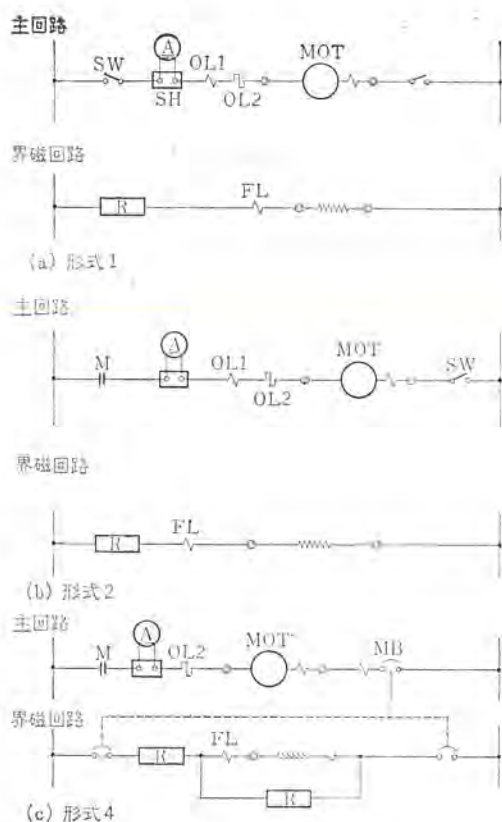 主回路
A
SW OL1 MOT
SH OL2
界磁回路
R FL
(a) 形式1
主回路
A
M OL1 MOT SW
OL2
界磁回路
R FL
(b) 形式2
主回路
A
M OL2 MOT MB
界磁回路
R FL
R
(c) 形式4